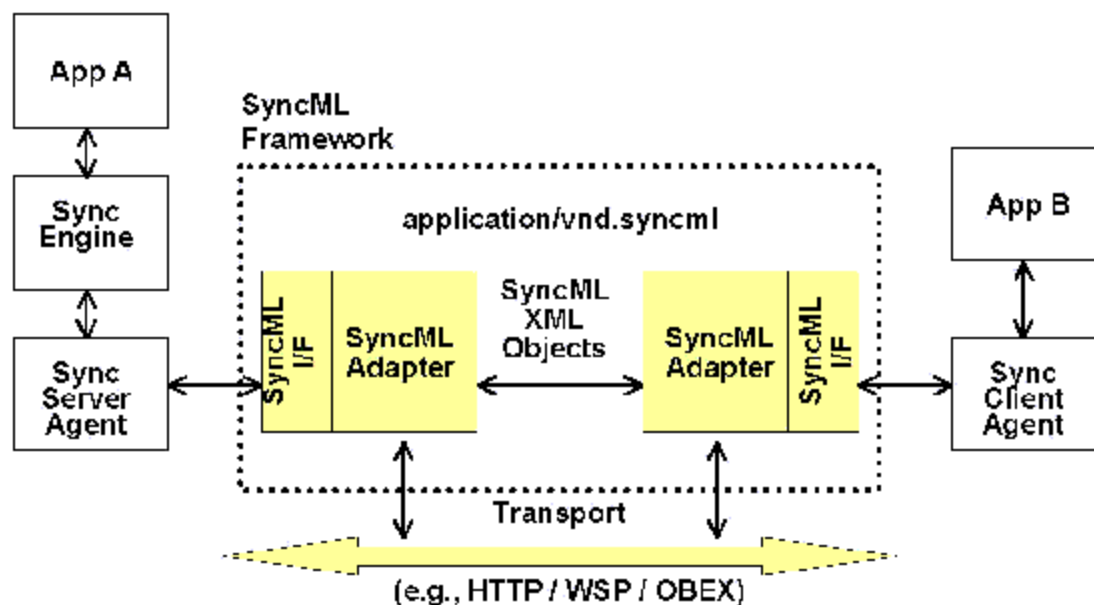 App A
Sync
Engine
Sync
Server
Agent
SyncML
Framework
application/vnd.syncml
SyncML
I/F
SyncML
Adapter
SyncML
XML
Objects
SyncML
Adapter
SyncML
I/F
App B
Sync
Client
Agent
Transport
(e.g., HTTP / WSP / OBEX)